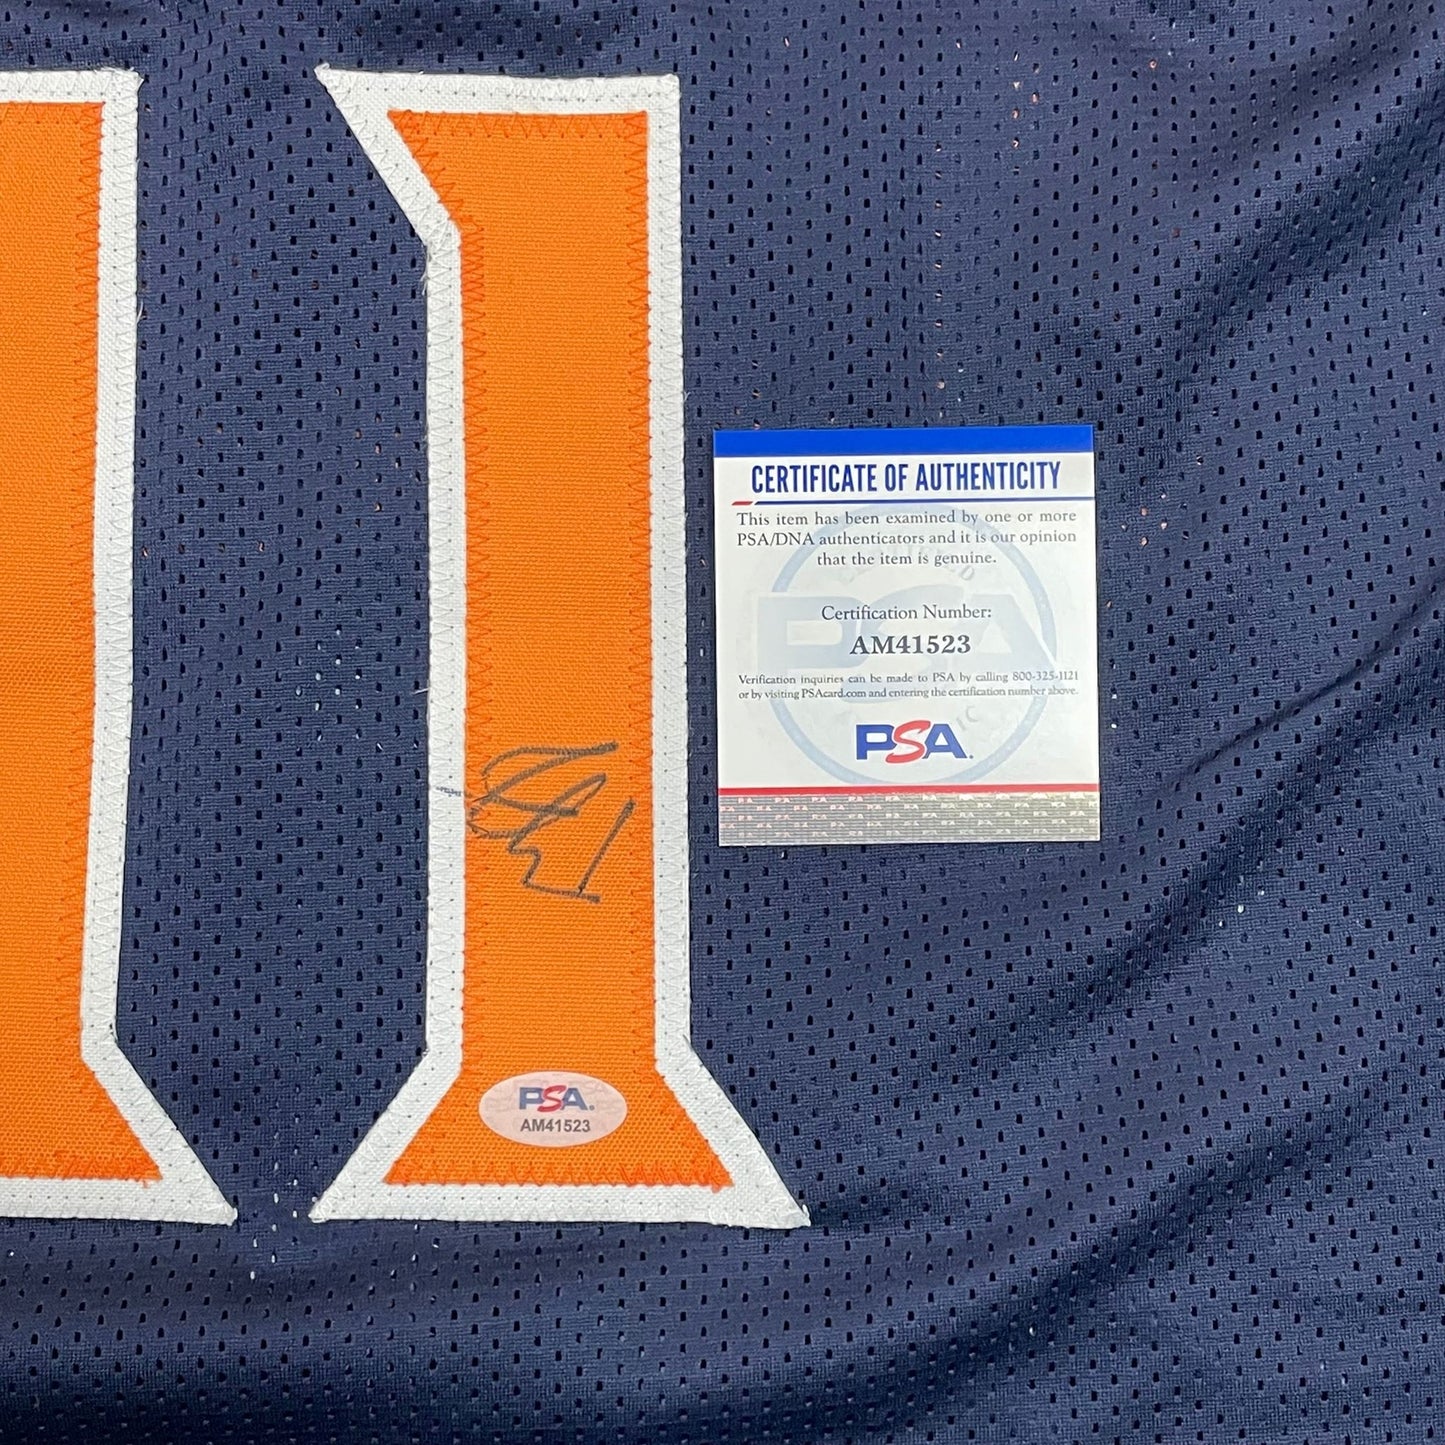 11
CERTIFICATE OF AUTHENTICITY
This item has been examined by one or more
PSA/DNA authenticators and it is our opinion
that the item is genuine.
Certification Number:
AM41523
Verification inquiries can be made to PSA by calling 800-325-1121
or by visiting PSAcard.com and entering the certification number above.
PSA.
PSA.
AM41523